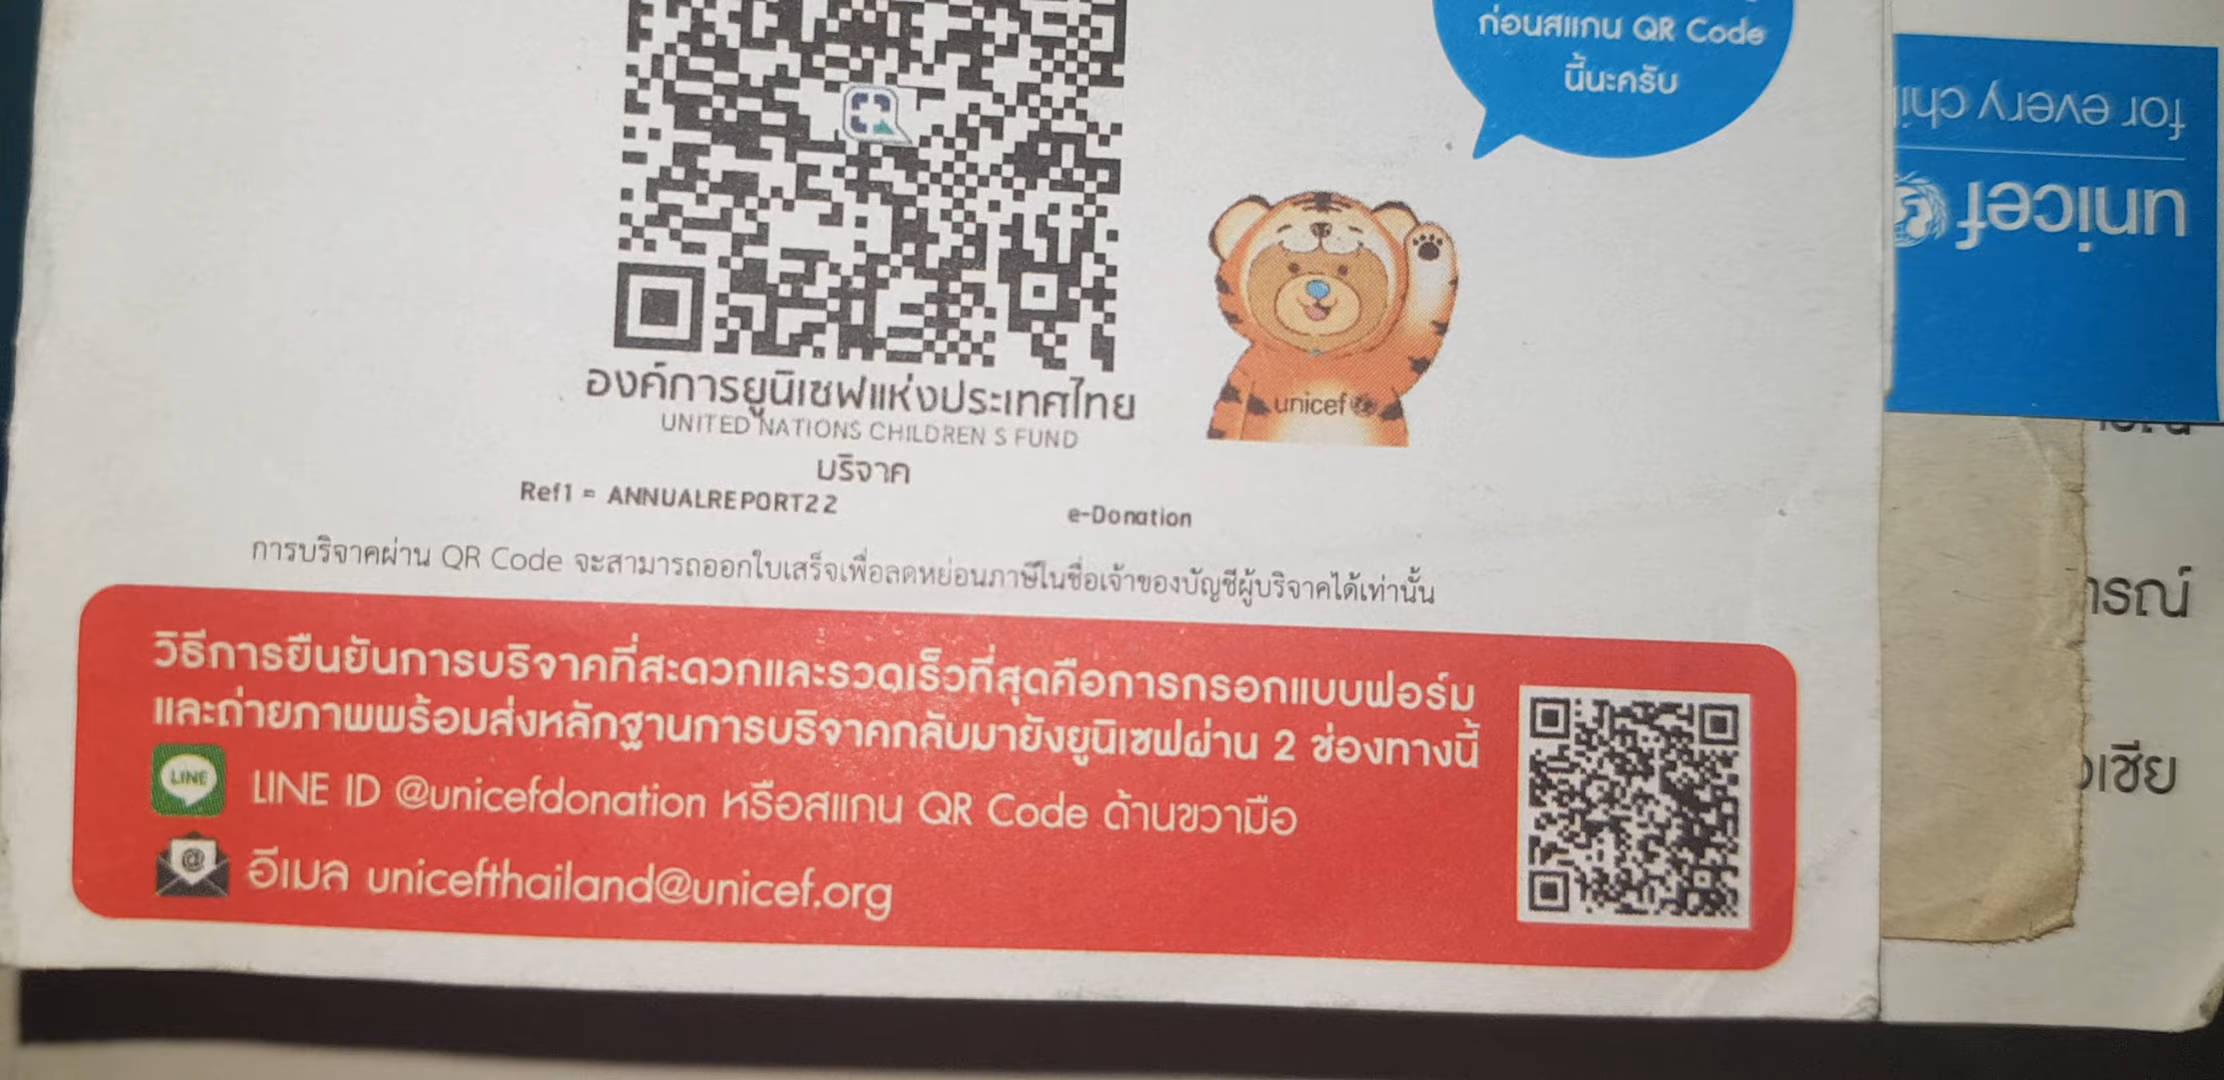 ก่อนสแกน QR Code
นี้นะครับ
for every chi
unicef
unicef
องค์การยูนิเซฟแห่งประเทศไทย
UNITED NATIONS CHILDREN S FUND
บริจาค
Ref1 = ANNUALREPORT22
e-Donation
การบริจาคผ่าน QR Code จะสามารถออกใบเสร็จเพื่อลดหย่อนภาษีในชื่อเจ้าของบัญชีผู้บริจาคได้เท่านั้น
วิธีการยืนยันการบริจาคที่สะดวกและรวดเร็วที่สุดคือการกรอกแบบฟอร์ม
และถ่ายภาพพร้อมส่งหลักฐานการบริจาคกลับมายังยูนิเซฟผ่าน 2 ช่องทางนี้
LINE
LINE ID @unicefdonation หรือสแกน QR Code ด้านขวามือ
@
อีเมล unicefthailand@unicef.org
ารณ์
อเชีย